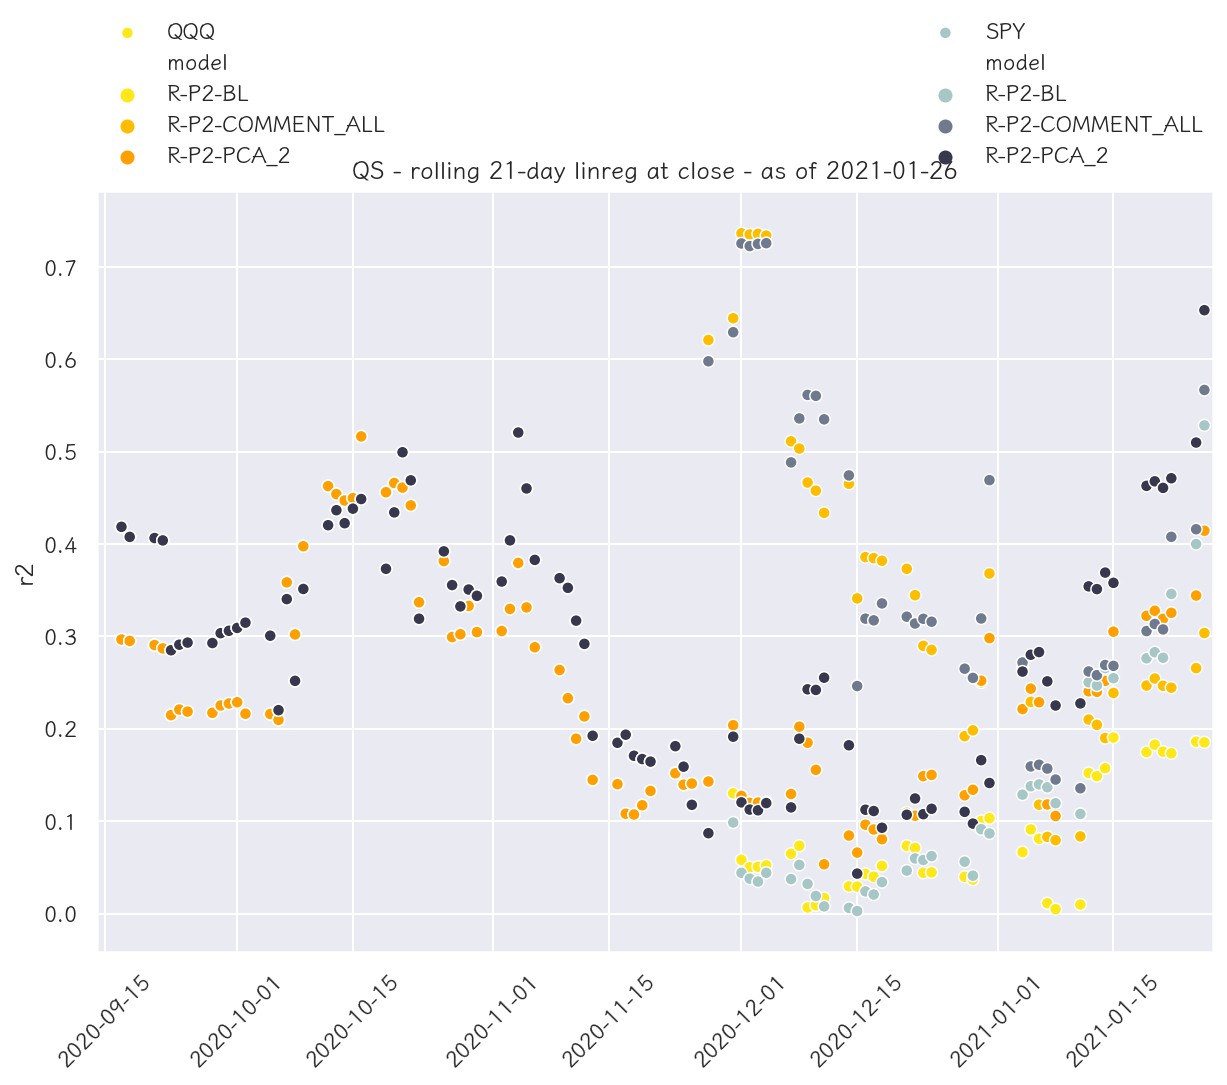 QQQ
model
R-P2-BL
R-P2-COMMENT_ALL
R-P2-PCA_2
SPY
model
R-P2-BL
R-P2-COMMENT_ALL
R-P2-PCA_2
QS - rolling 21-day linreg at close - as of 2021-01-26
r2
0.7
0.6
0.5
0.4
0.3
0.2
0.1
0.0
2020-09-15
2020-10-01
2020-10-15
2020-11-01
2020-11-15
2020-12-01
2020-12-15
2021-01-01
2021-01-15